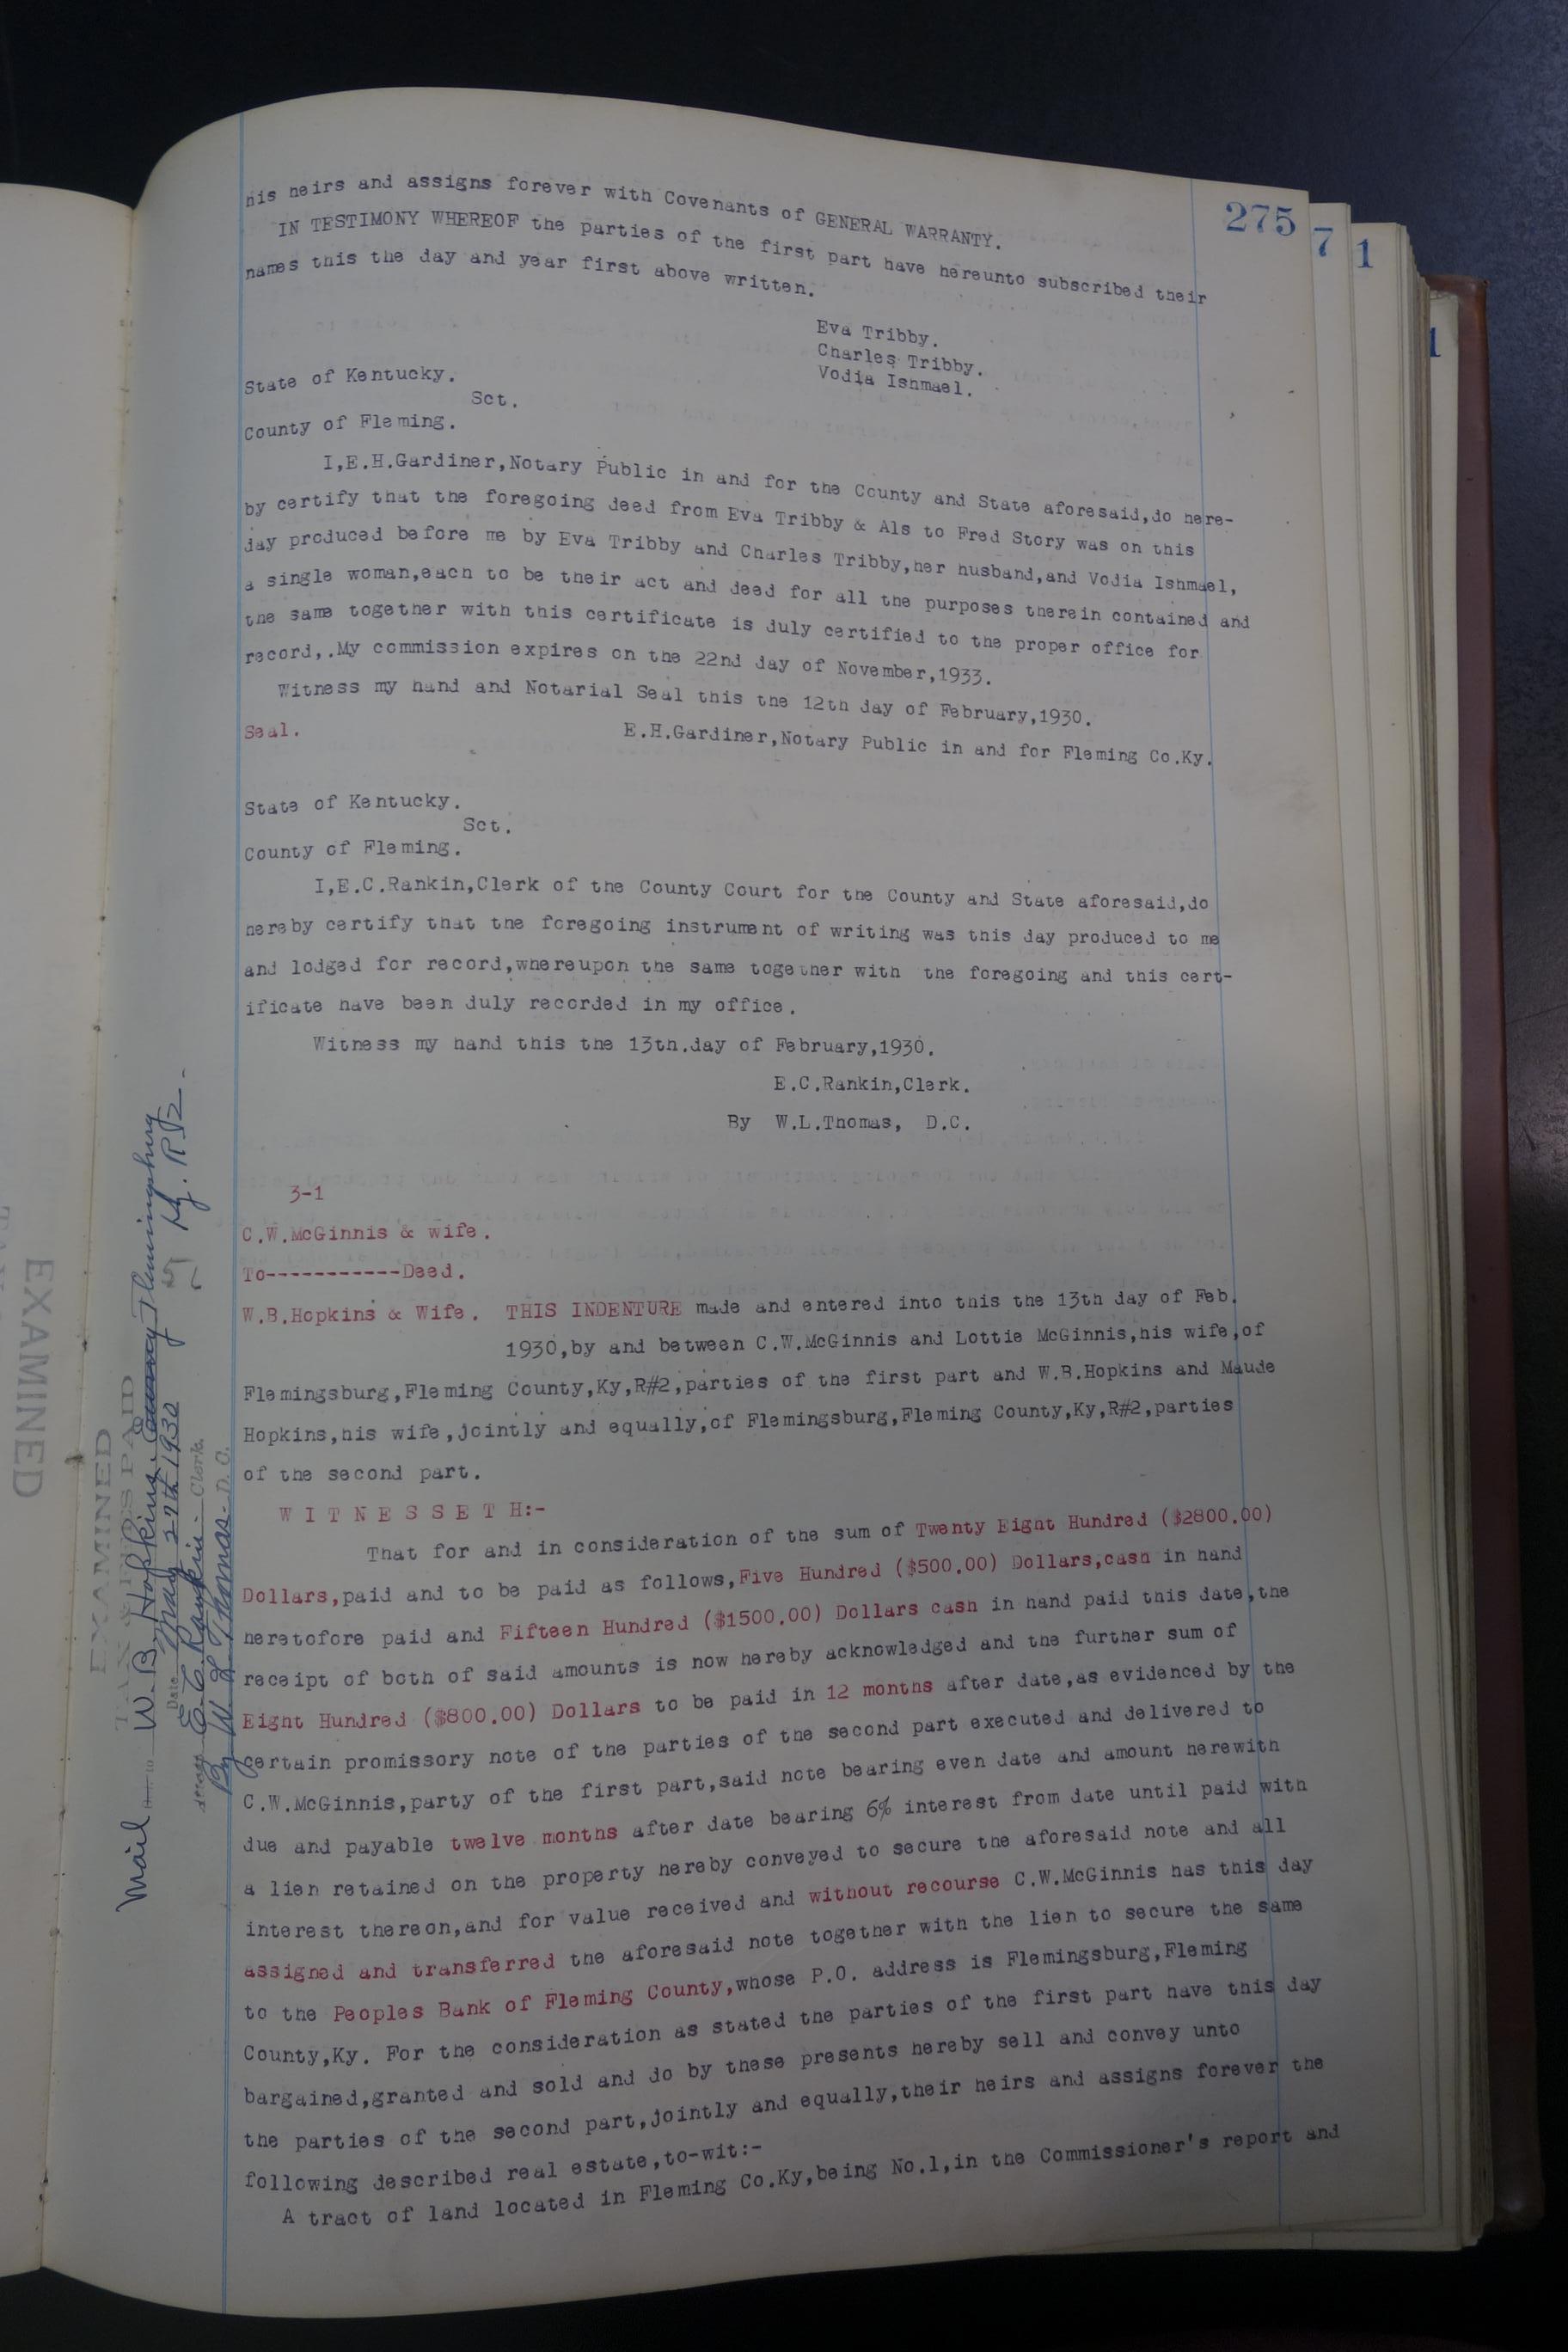 275
7
1
1
his heirs and assigns forever with Covenants of GENERAL WARRANTY.
IN TESTIMONY WHEREOF the parties of the first part have hereunto subscribed their
names this the day and year first above written.
Eva Tribby.
Charles Tribby.
Vodia Ishmael.
State of Kentucky.
Sct.
County of Fleming.
I,E.H.Gardiner,Notary Public in and for the County and State aforesaid,do here-
by certify that the foregoing deed from Eva Tribby & Als to Fred Story was on this
day produced before me by Eva Tribby and Charles Tribby,her husband,and Vodia Ishmael,
a single woman,each to be their act and deed for all the purposes therein contained and
the same together with this certificate is duly certified to the proper office for
record,.My commission expires on the 22nd day of November,1933.
Witness my hand and Notarial Seal this the 12th day of February,1930.
Seal. E.H.Gardiner,Notary Public in and for Fleming Co.Ky.
State of Kentucky.
Sct.
County of Fleming.
I,E.C.Rankin,Clerk of the County Court for the County and State aforesaid,do
hereby certify that the foregoing instrument of writing was this day produced to me
and lodged for record,whereupon the same together with the foregoing and this cert-
ificate have been duly recorded in my office.
Witness my hand this the 13th.day of February,1930.
E.C.Rankin,Clerk.
By W.L.Thomas, D.C.
3-1
C.W.McGinnis & wife.
To-----------Deed.
W.B.Hopkins & Wife. THIS INDENTURE made and entered into this the 13th day of Feb.
1930,by and between C.W.McGinnis and Lottie McGinnis,his wife,of
Flemingsburg,Fleming County,Ky,R#2,parties of the first part and W.B.Hopkins and Maude
Hopkins,his wife,jointly and equally,of Flemingsburg,Fleming County,Ky,R#2,parties
of the second part.
W I T N E S S E T H:-
That for and in consideration of the sum of Twenty Eight Hundred ($2800.00)
Dollars,paid and to be paid as follows,Five Hundred ($500.00) Dollars,cash in hand
heretofore paid and Fifteen Hundred ($1500.00) Dollars cash in hand paid this date,the
receipt of both of said amounts is now hereby acknowledged and the further sum of
Eight Hundred ($800.00) Dollars to be paid in 12 months after date,as evidenced by the
certain promissory note of the parties of the second part executed and delivered to
C.W.McGinnis,party of the first part,said note bearing even date and amount herewith
due and payable twelve months after date bearing 6% interest from date until paid with
a lien retained on the property hereby conveyed to secure the aforesaid note and all
interest thereon,and for value received and without recourse C.W.McGinnis has this day
assigned and transferred the aforesaid note together with the lien to secure the same
to the Peoples Bank of Fleming County,whose P.O. address is Flemingsburg,Fleming
County,Ky. For the consideration as stated the parties of the first part have this day
bargained,granted and sold and do by these presents hereby sell and convey unto
the parties of the second part,jointly and equally,their heirs and assigns forever the
following described real estate,to-wit:-
A tract of land located in Fleming Co.Ky,being No.1,in the Commissioner's report and
EXAMINED
EXAMINED
Mail W.B. Hopkins. Flemingsburg
Ky. R#2.
Date May 27th 1930
E.C. Rankin Clerk.
By W L Thomas D.C.